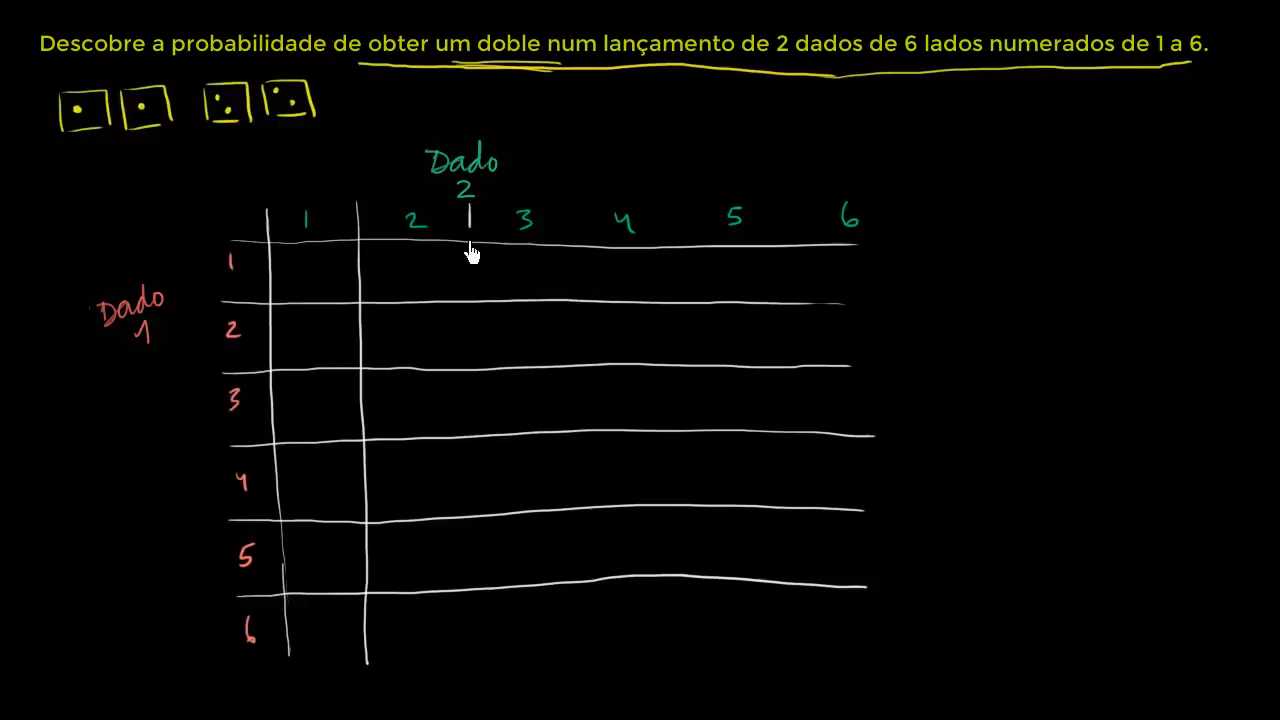 Descobre a probabilidade de obter um doble num lançamento de 2 dados de 6 lados numerados de 1 a 6.
Dado
2
1 2 3 4 5 6
1
Dado
1
2
3
4
5
6